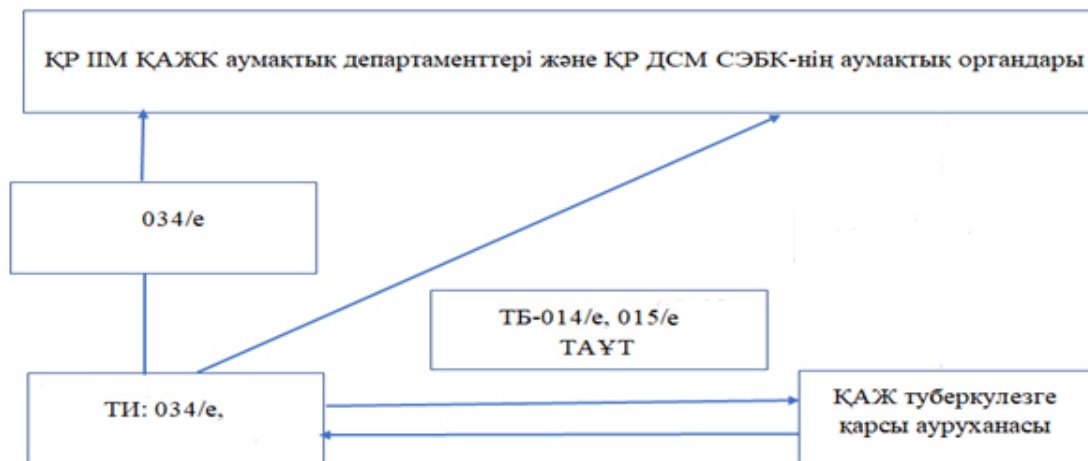 ҚР ІІМ ҚАЖК аумақтық департаменттері және ҚР ДСМ СЭБК-нің аумақтық органдары
034/е
ТБ-014/е, 015/е
ТАҰТ
ТИ: 034/е,
ҚАЖ туберкулезге
қарсы ауруханасы